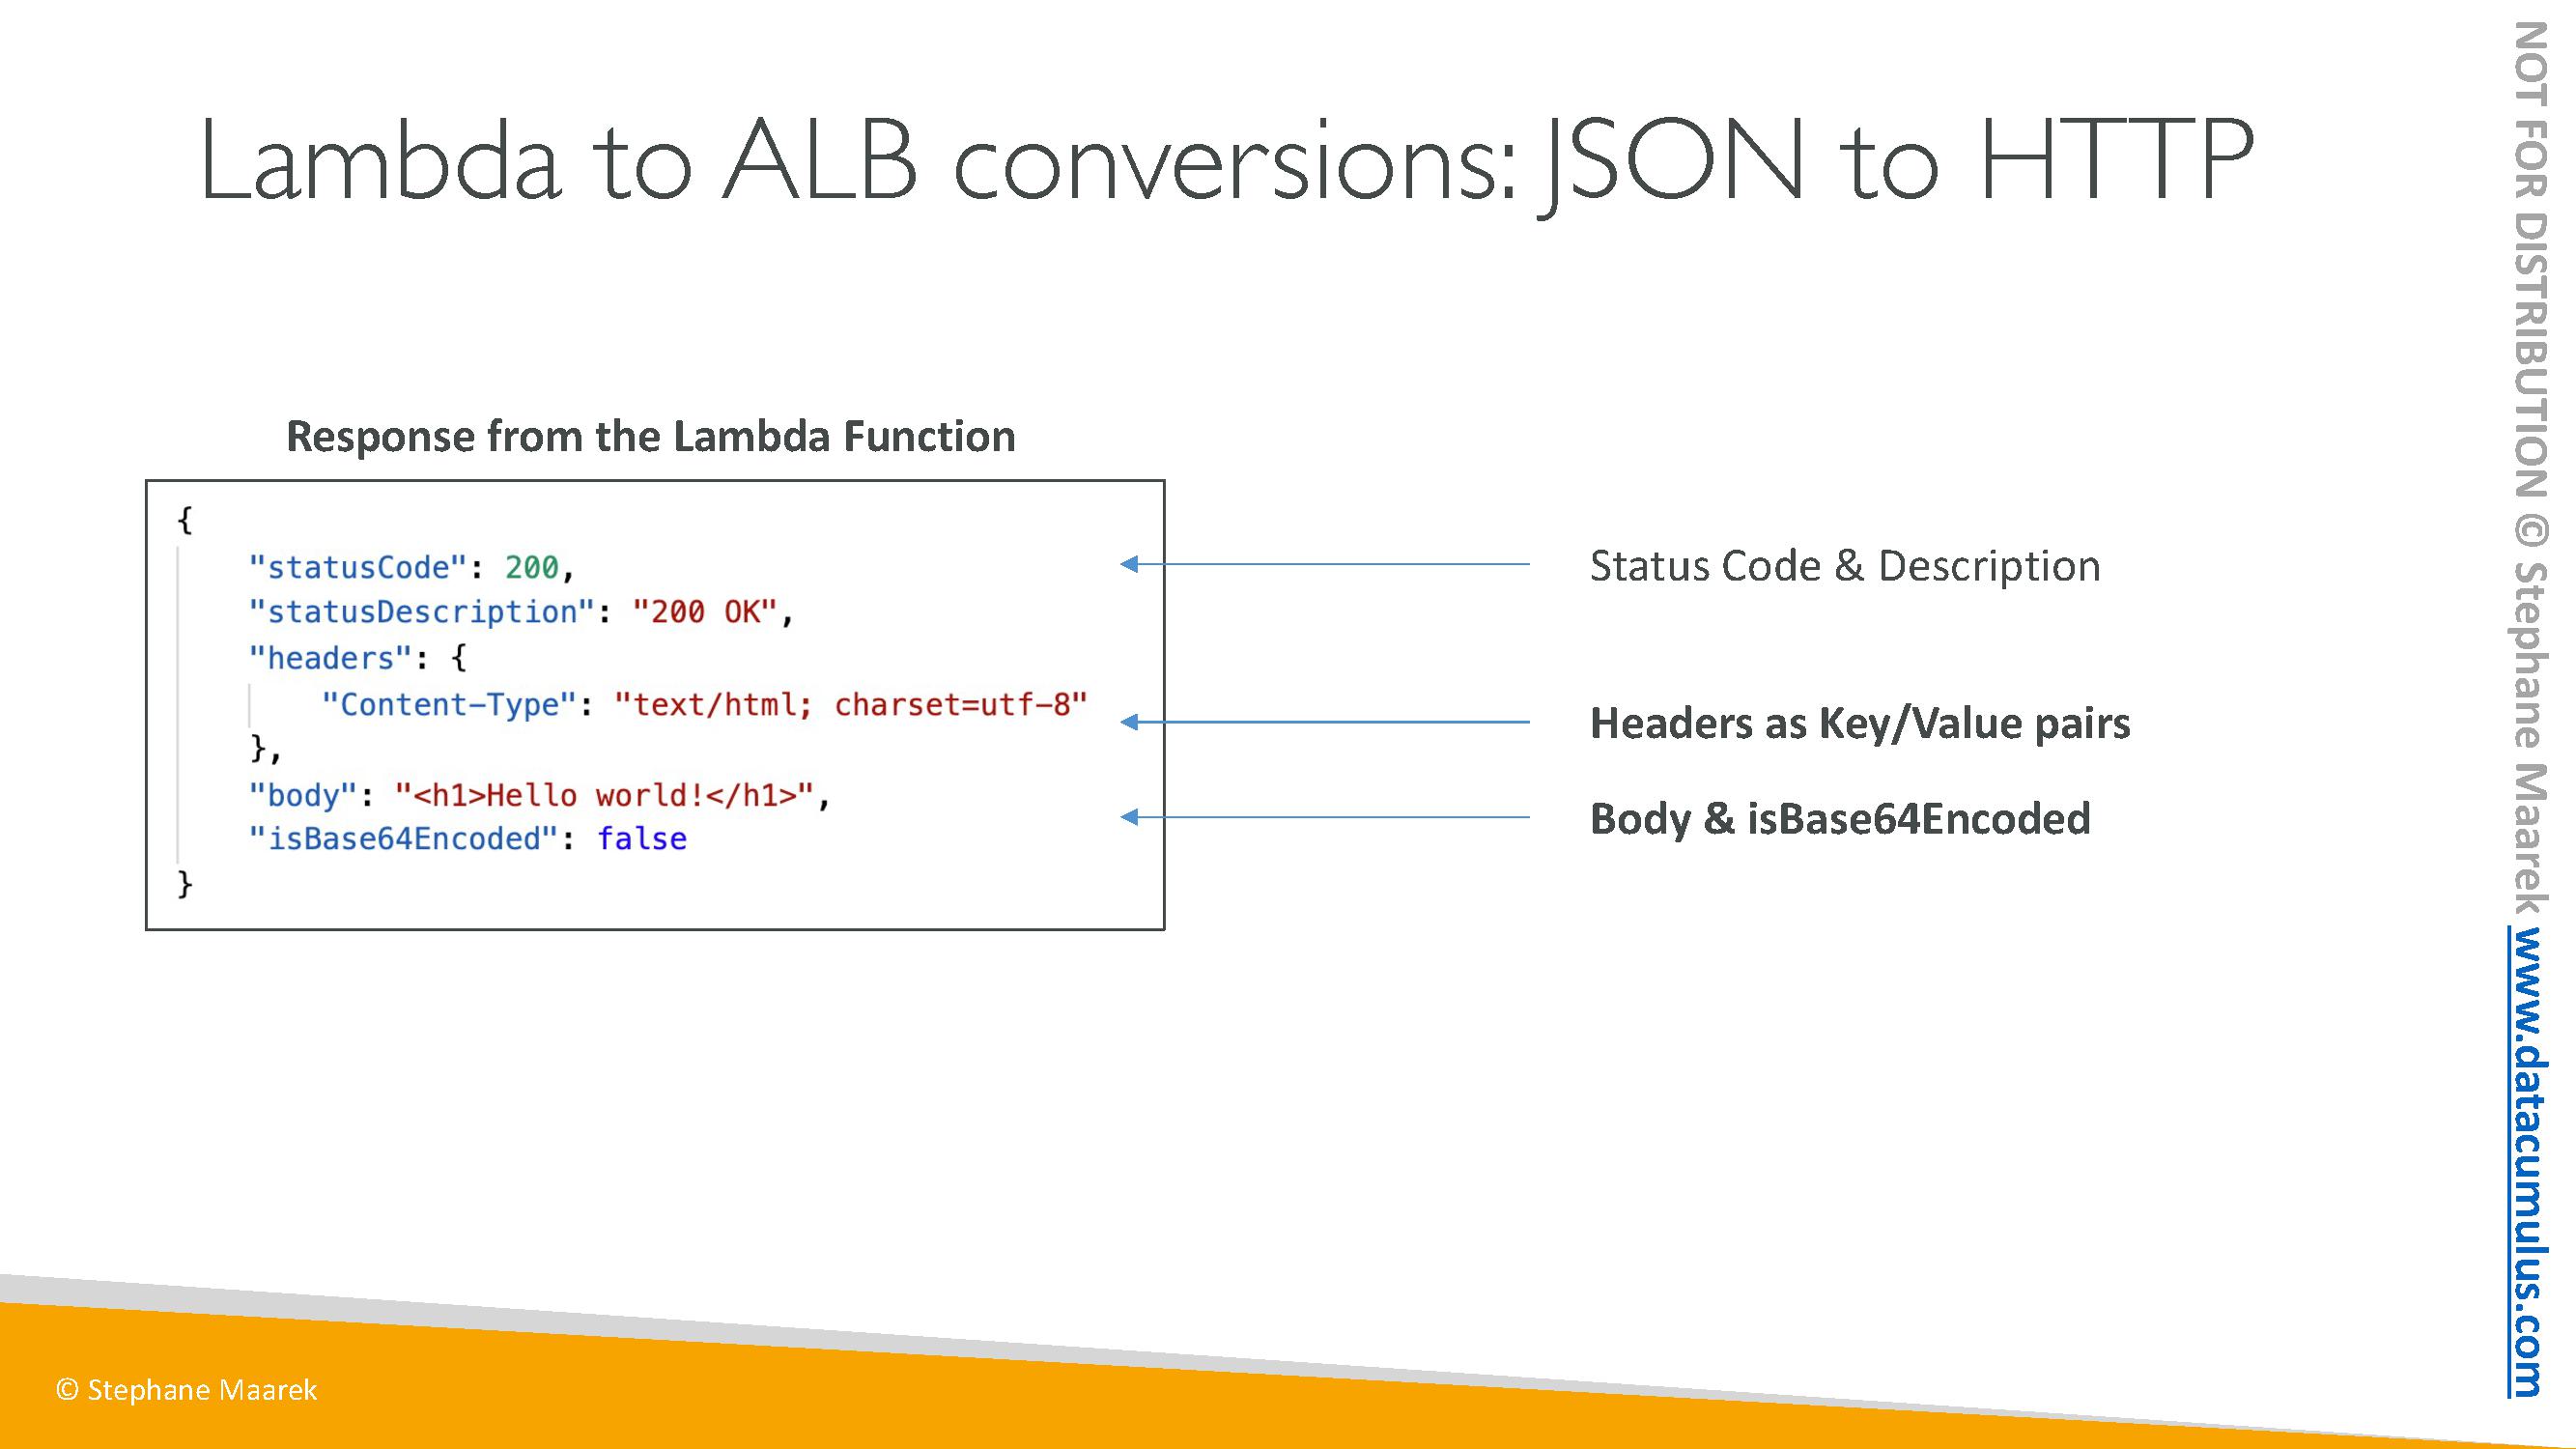 Lambda to ALB conversions: JSON to HTTP
Response from the Lambda Function
{
"statusCode": 200,
"statusDescription": "200 OK",
"headers": {
"Content-Type": "text/html; charset=utf-8"
},
"body": "<h1>Hello world!</h1>",
"isBase64Encoded": false
}
Status Code & Description
Headers as Key/Value pairs
Body & isBase64Encoded
© Stephane Maarek
NOT FOR DISTRIBUTION © Stephane Maarek www.datacumulus.com